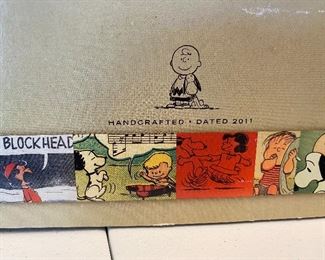 HANDCRAFTED • DATED 2011
BLOCKHEAD